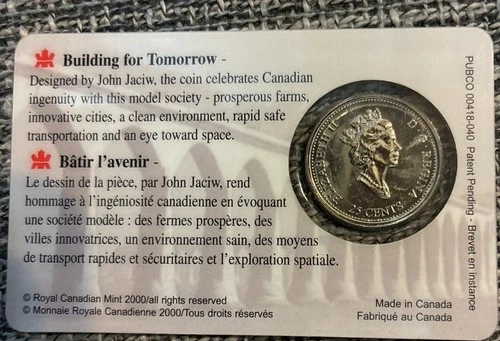 Building for Tomorrow -
Designed by John Jaciw, the coin celebrates Canadian
ingenuity with this model society - prosperous farms,
innovative cities, a clean environment, rapid safe
transportation and an eye toward space.
Bâtir l'avenir -
Le dessin de la pièce, par John Jaciw, rend
hommage à l'ingéniosité canadienne en évoquant
une société modèle : des fermes prospères, des
villes innovatrices, un environnement sain, des moyens
de transport rapides et sécuritaires et l'exploration spatiale.
© Royal Canadian Mint 2000/all rights reserved
© Monnaie Royale Canadienne 2000/Tous droits réservés
Made in Canada
Fabriqué au Canada
ELIZABETH II D. G. REGINA
25 CENTS
PUBCO 00418-040 Patent Pending - Brevet en instance